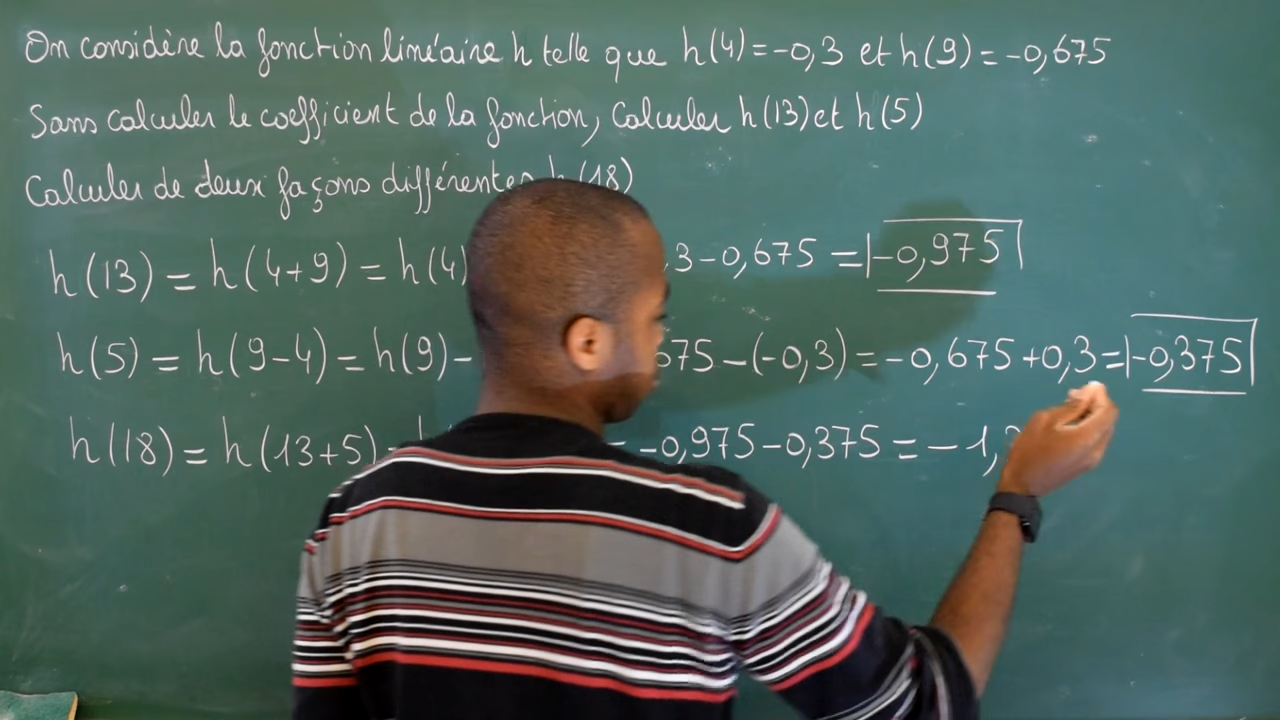 On considère la fonction linéaire h telle que h(4)=-0,3 et h(9)=-0,675
Sans calculer le coefficient de la fonction, Calculer h(13) et h(5)
Calculer de deux façons différentes h(18)
h(13) = h(4+9) = h(4) ,3-0,675 = -0,975
h(5) = h(9-4) = h(9)- 675-(-0,3) = -0,675+0,3= -0,375
h(18) = h(13+5) = -0,975-0,375 = -1,